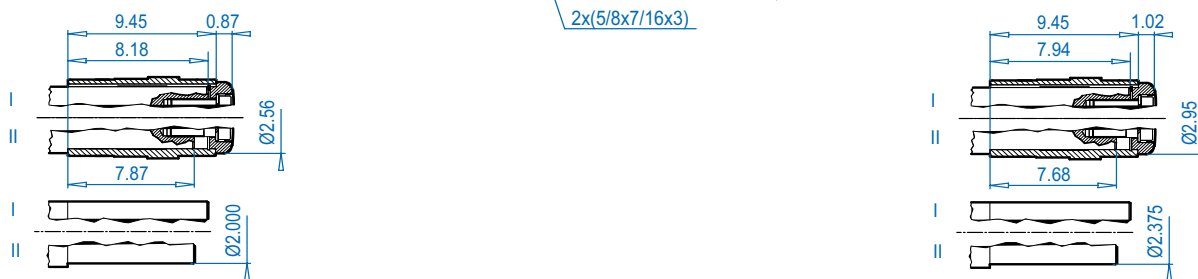 2x(5/8x7/16x3)
9.45 0.87
8.18
I
II
Ø2.56
7.87
I
II
Ø2.000
9.45 1.02
7.94
I
II
Ø2.95
7.68
I
II
Ø2.375